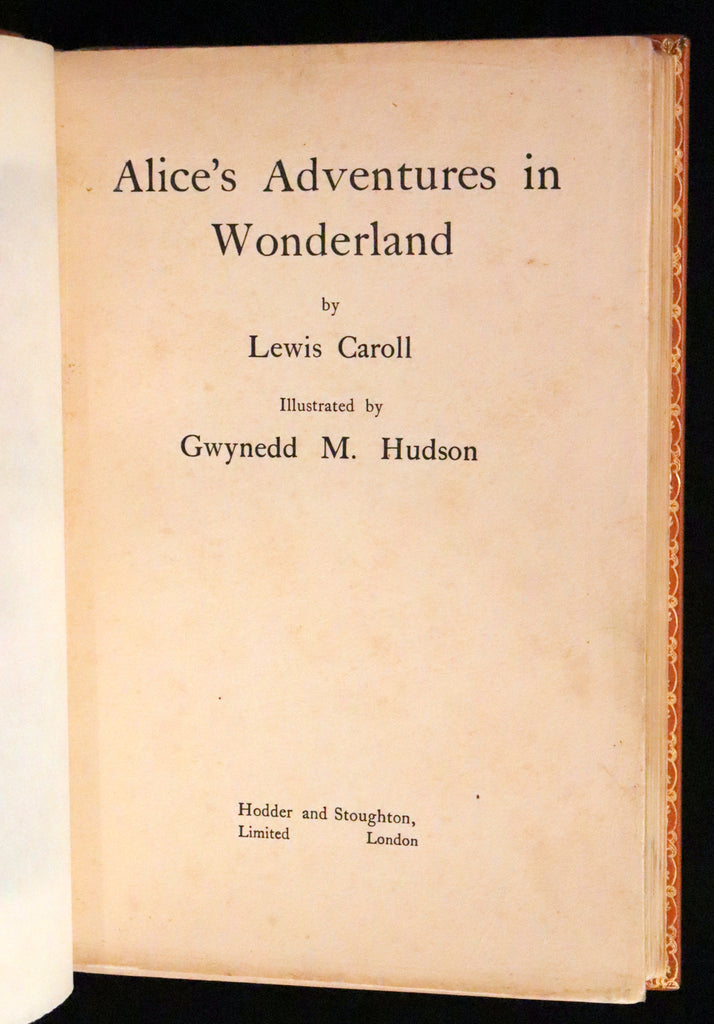 Alice's Adventures in
Wonderland
by
Lewis Caroll
Illustrated by
Gwynedd M. Hudson
Hodder and Stoughton,
Limited London